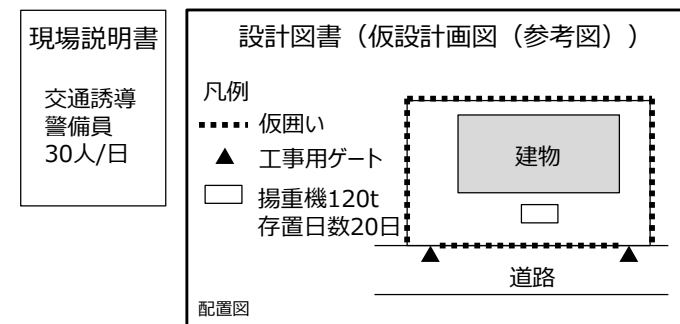 現場説明書
交通誘導
警備員
30人/日
設計図書（仮設計画図（参考図））
凡例
仮囲い
工事用ゲート
揚重機120t
存置日数20日
建物
道路
配置図